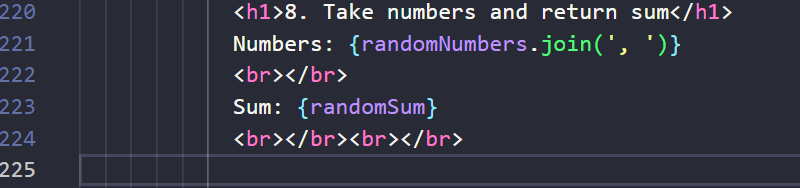 220 <h1>8. Take numbers and return sum</h1>
221 Numbers: {randomNumbers.join(', ')}
222 <br></br>
223 Sum: {randomSum}
224 <br></br><br></br>
225